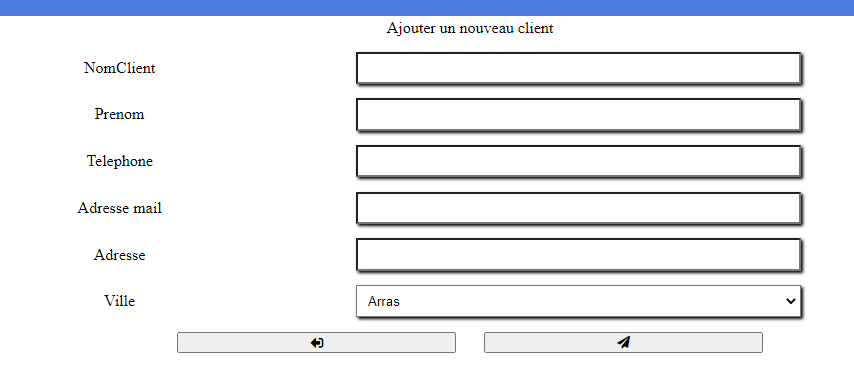 Ajouter un nouveau client
NomClient
Prenom
Telephone
Adresse mail
Adresse
Ville
Arras